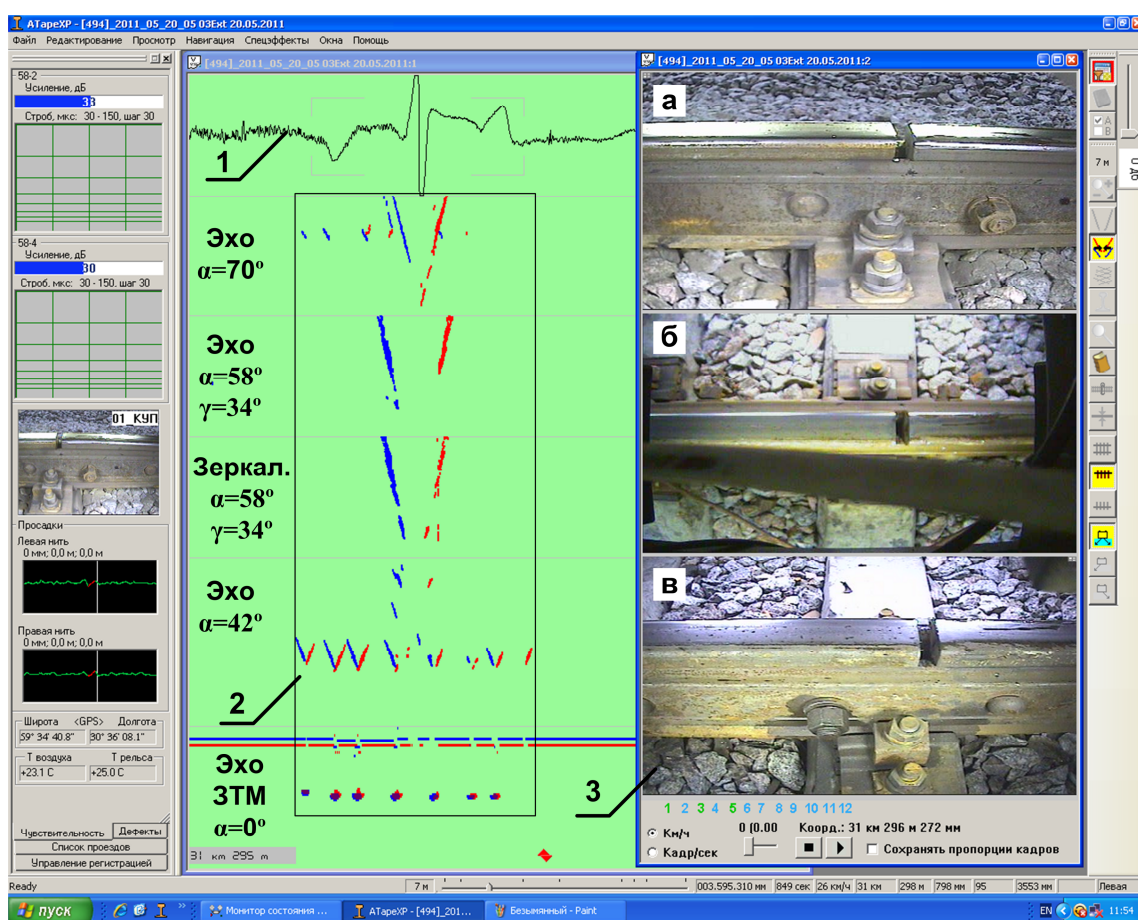 ATapeXP - [494]_2011_05_20_05 03Ext 20.05.2011
Файл Редактирование Просмотр Навигация Спецэффекты Окна Помощь
58-2
Усиление, дБ
33
Строб, мкс: 30 - 150, шаг 30
58-4
Усиление, дБ
30
Строб, мкс: 30 - 150, шаг 30
01_КУП
Просадки
Левая нить
0 мм; 0,0 м; 0,0 м
Правая нить
0 мм; 0,0 м; 0,0 м
Широта <GPS> Долгота
59° 34' 40.8" 30° 36' 08.1"
T воздуха T рельса
+23.1 C +25.0 C
Чувствительность Дефекты
Список проездов
Управление регистрацией
[494]_2011_05_20_05 03Ext 20.05.2011:1
1
Эхо
α=70º
Эхо
α=58º
γ=34º
Зеркал.
α=58º
γ=34º
Эхо
α=42º
2
Эхо
ЗТМ
α=0º
31 км 295 м
[494]_2011_05_20_05 03Ext 20.05.2011:2
а
б
в
3
1 2 3 4 5 6 7 8 9 10 11 12
Км/ч
Кадр/сек
0 (0.00
Коорд.: 31 км 296 м 272 мм
Сохранять пропорции кадров
A
B
7 м
0 дБ
Ready
7 м
003.595.310 мм 849 сек 26 км/ч 31 км 298 м 798 мм 95 3553 мм Левая
пуск
Монитор состояния ...
ATapeXP - [494]_201...
Безымянный - Paint
EN
11:54